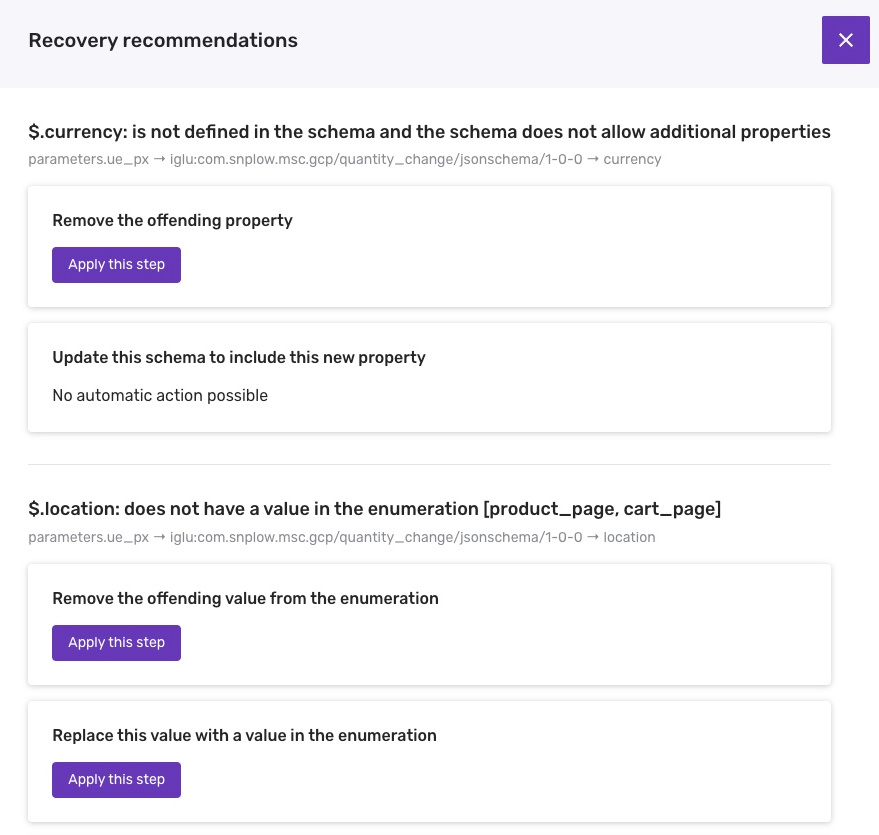 Recovery recommendations
$.currency: is not defined in the schema and the schema does not allow additional properties
parameters.ue_px → iglu:com.snplow.msc.gcp/quantity_change/jsonschema/1-0-0 → currency
Remove the offending property
Apply this step
Update this schema to include this new property
No automatic action possible
$.location: does not have a value in the enumeration [product_page, cart_page]
parameters.ue_px → iglu:com.snplow.msc.gcp/quantity_change/jsonschema/1-0-0 → location
Remove the offending value from the enumeration
Apply this step
Replace this value with a value in the enumeration
Apply this step